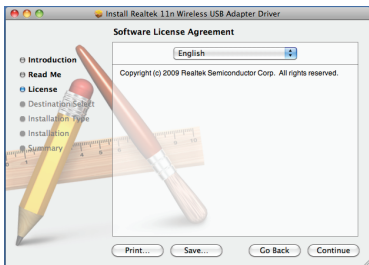 Install Realtek 11n Wireless USB Adapter Driver
Software License Agreement
English
Introduction
Read Me
License
Destination Select
Installation Type
Installation
Summary
Copyright (c) 2009 Realtek Semiconductor Corp. All rights reserved.
Print...
Save...
Go Back
Continue